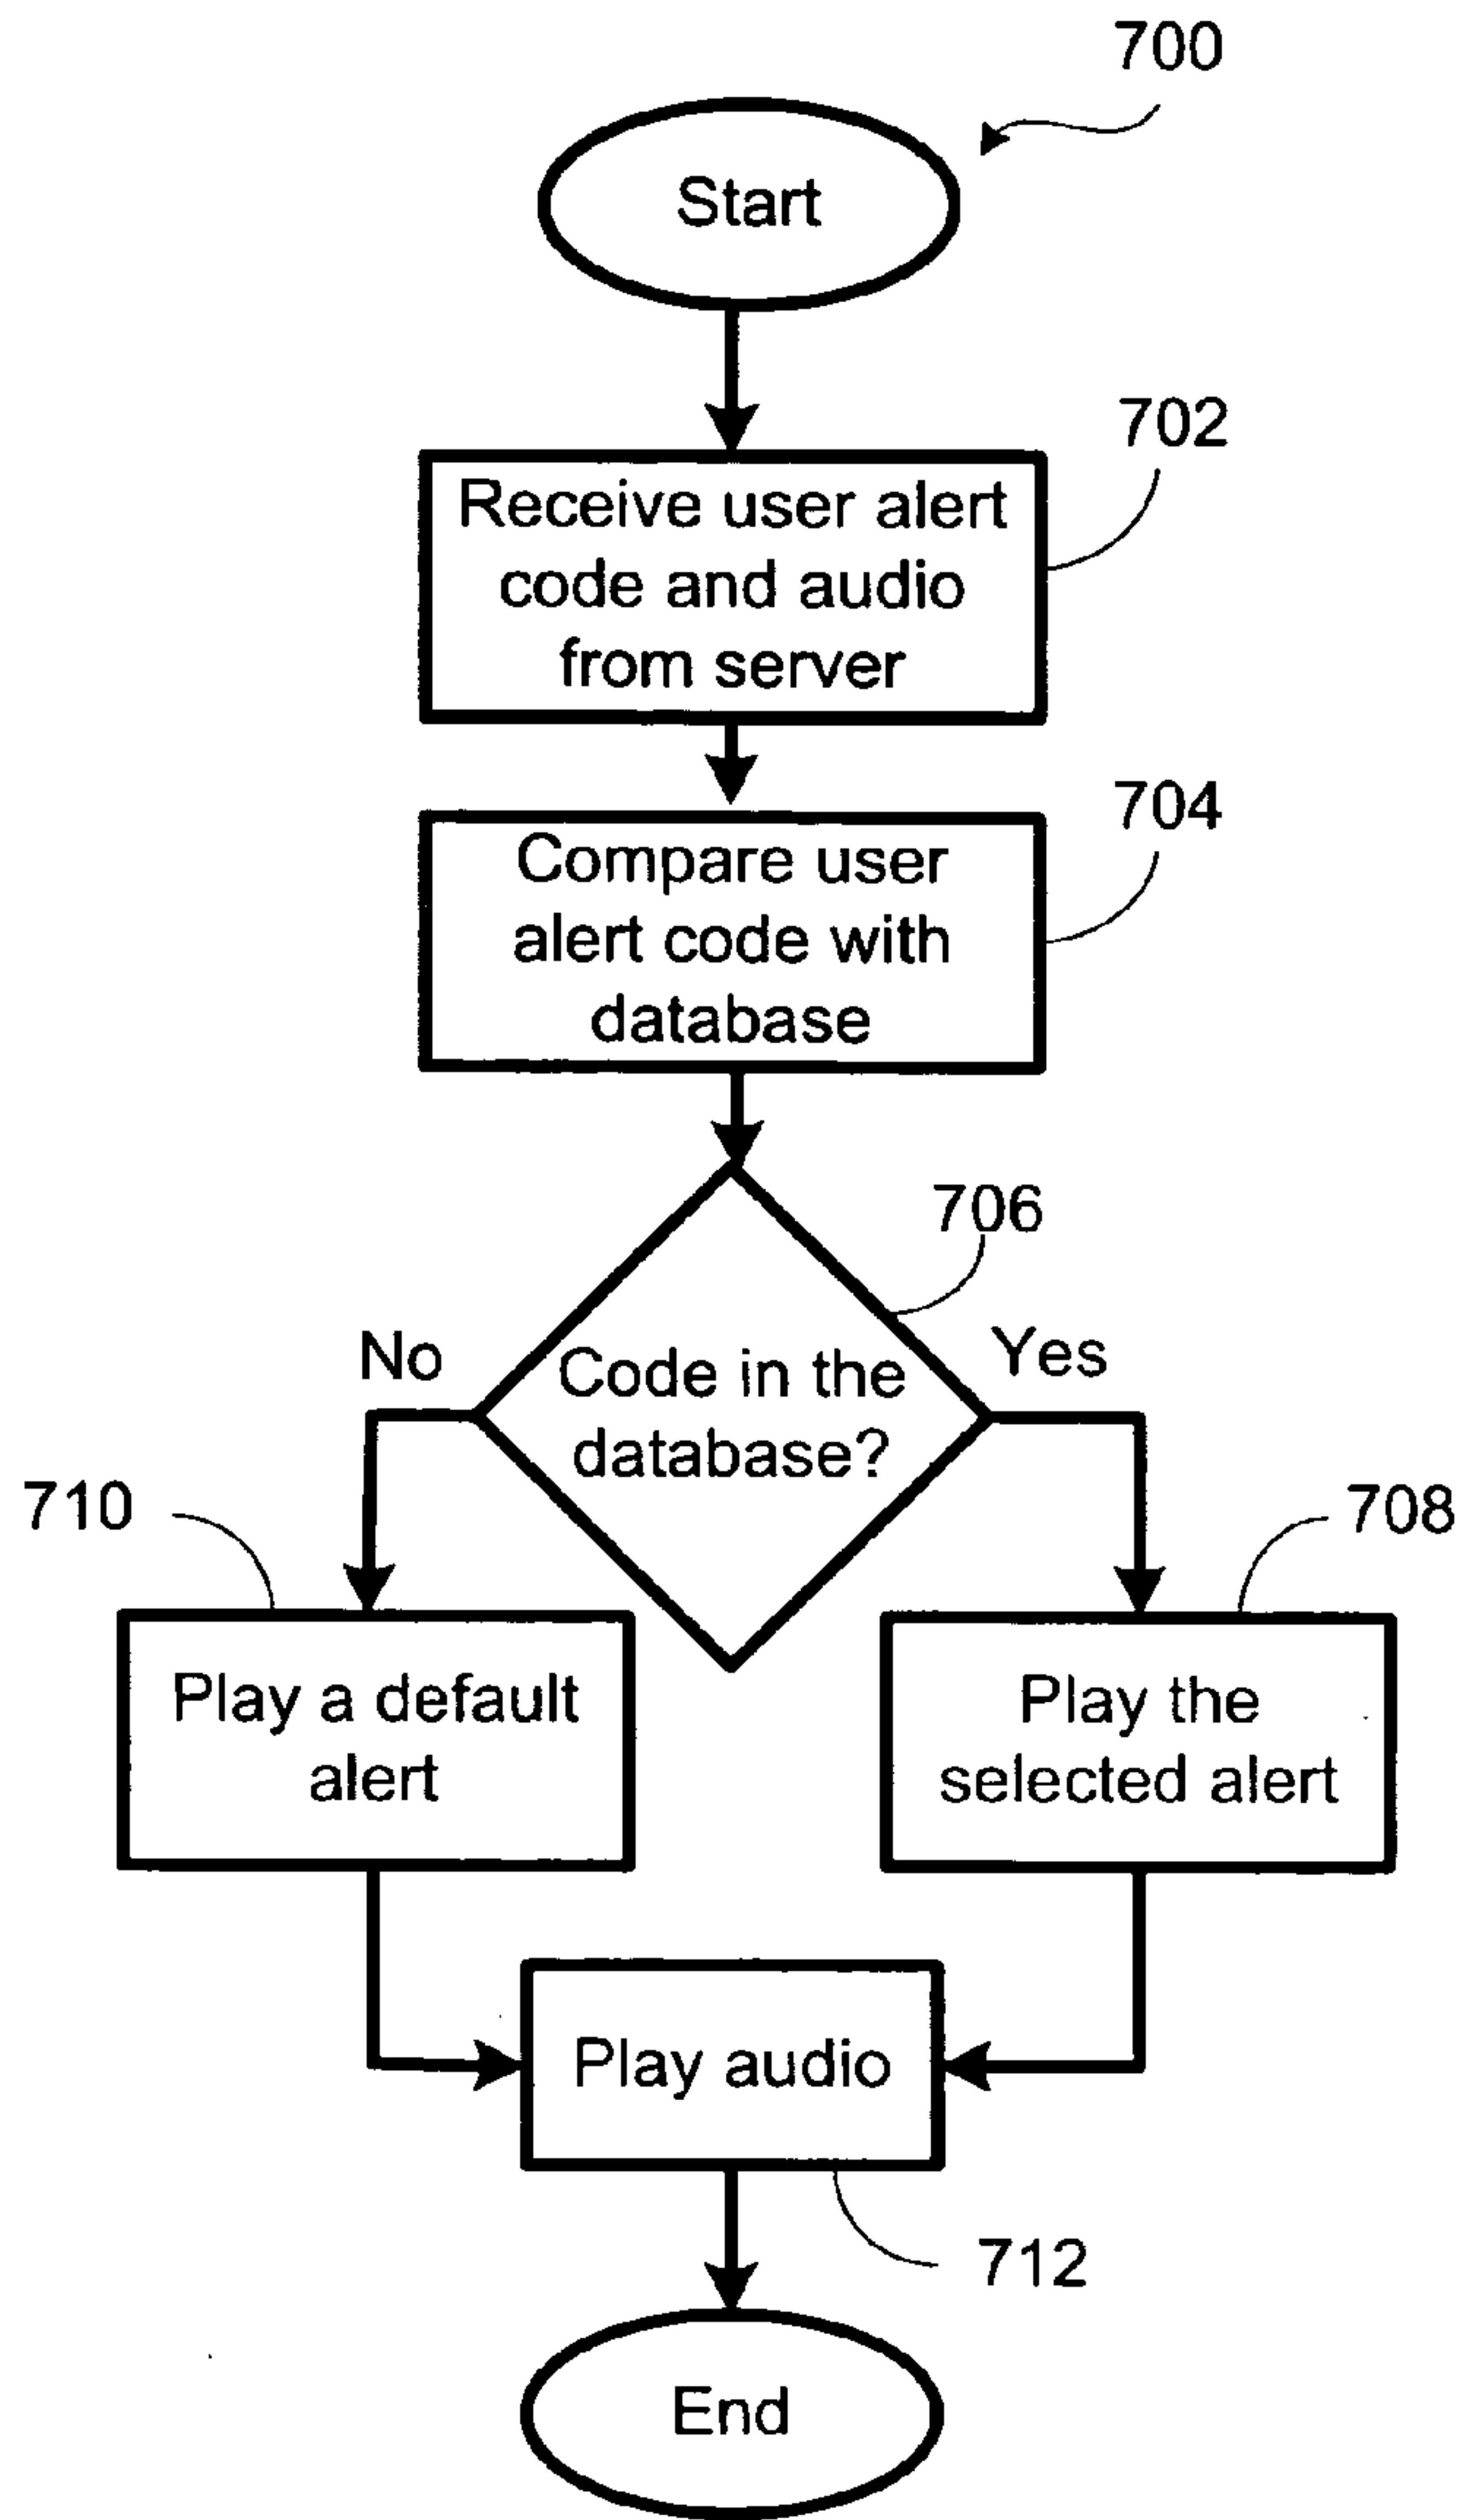 700
Start
702
Receive user alert
code and audio
from server
704
Compare user
alert code with
database
706
No
Yes
Code in the
database?
710
708
Play a default
alert
Play the
selected alert
Play audio
712
End